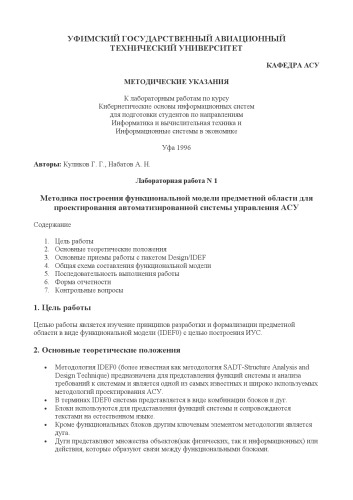 УФИМСКИЙ ГОСУДАРСТВЕННЫЙ АВИАЦИОННЫЙ
ТЕХНИЧЕСКИЙ УНИВЕРСИТЕТ
КАФЕДРА АСУ
МЕТОДИЧЕСКИЕ УКАЗАНИЯ
К лабораторным работам по курсу
Кибернетические основы информационных систем
для подготовки студентов по направлениям
Информатика и вычислительная техника и
Информационные системы в экономике
Уфа 1996
Авторы: Куликов Г. Г., Набатов А. Н.
Лабораторная работа N 1
Методика построения функциональной модели предметной области для
проектирования автоматизированной системы управления АСУ
Содержание
1. Цель работы
2. Основные теоретические положения
3. Основные приемы работы с пакетом Design/IDEF
4. Общая схема составления функциональной модели
5. Последовательность выполнения работы
6. Форма отчетности
7. Контрольные вопросы
1. Цель работы
Целью работы является изучение принципов разработки и формализации предметной
области в виде функциональной модели (IDEF0) с целью построения ИУС.
2. Основные теоретические положения
• Методология IDEF0 (более известная как методология SADT-Structure Analysis and
Design Technique) предназначена для представления функций системы и анализа
требований к системам и является одной из самых известных и широко используемых
методологий проектирования АСУ.
• В терминах IDEF0 система представляется в виде комбинации блоков и дуг.
• Блоки используются для представления функций системы и сопровождаются
текстами на естественном языке.
• Кроме функциональных блоков другим ключевым элементом методологии является
дуга.
• Дуги представляют множества объектов(как физических, так и информационных) или
действия, которые образуют связи между функциональными блоками.